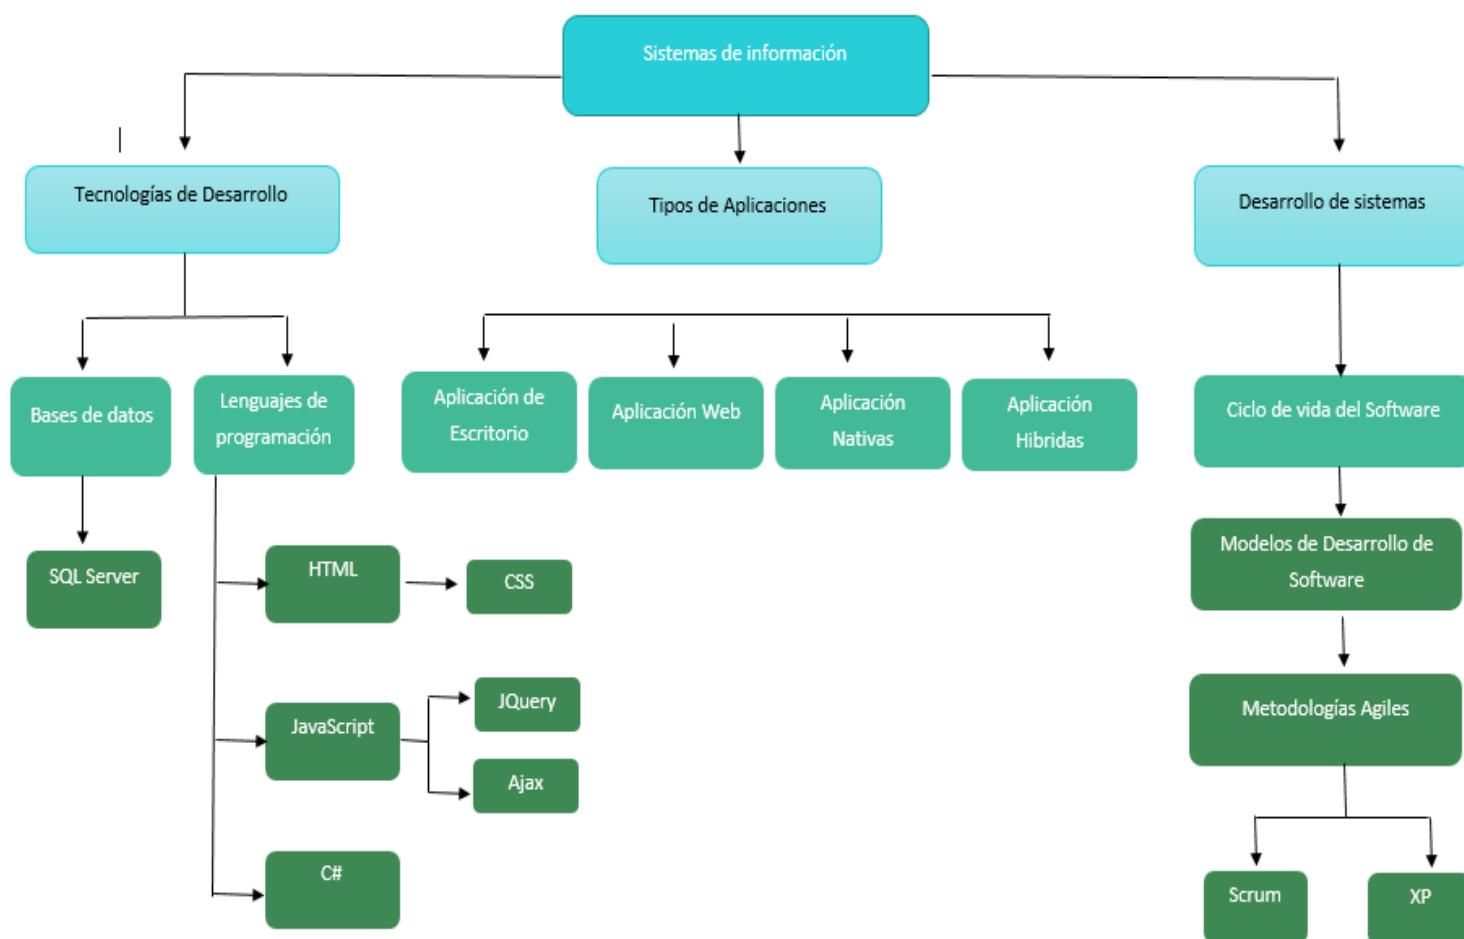 Sistemas de información
Tecnologías de Desarrollo
Tipos de Aplicaciones
Desarrollo de sistemas
Bases de datos
Lenguajes de
programación
Aplicación de
Escritorio
Aplicación Web
Aplicación
Nativas
Aplicación
Hibridas
Ciclo de vida del Software
SQL Server
HTML
CSS
JavaScript
JQuery
Ajax
C#
Modelos de Desarrollo de
Software
Metodologías Agiles
Scrum
XP